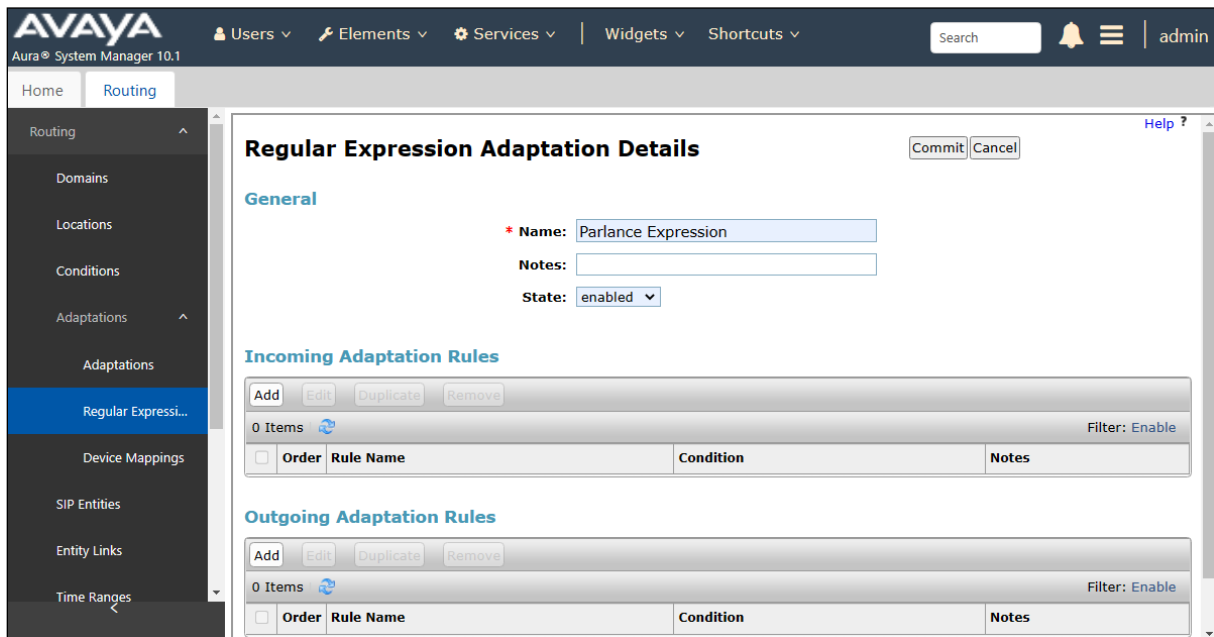 AVAYA
Aura® System Manager 10.1
Users Elements Services | Widgets Shortcuts Search admin
Home Routing
Routing
Domains
Locations
Conditions
Adaptations
Adaptations
Regular Expressi...
Device Mappings
SIP Entities
Entity Links
Time Ranges
<
Help ?
Regular Expression Adaptation Details Commit Cancel
General
* Name: Parlance Expression
Notes:
State: enabled
Incoming Adaptation Rules
Add Edit Duplicate Remove
0 Items Filter: Enable
Order Rule Name Condition Notes
Outgoing Adaptation Rules
Add Edit Duplicate Remove
0 Items Filter: Enable
Order Rule Name Condition Notes